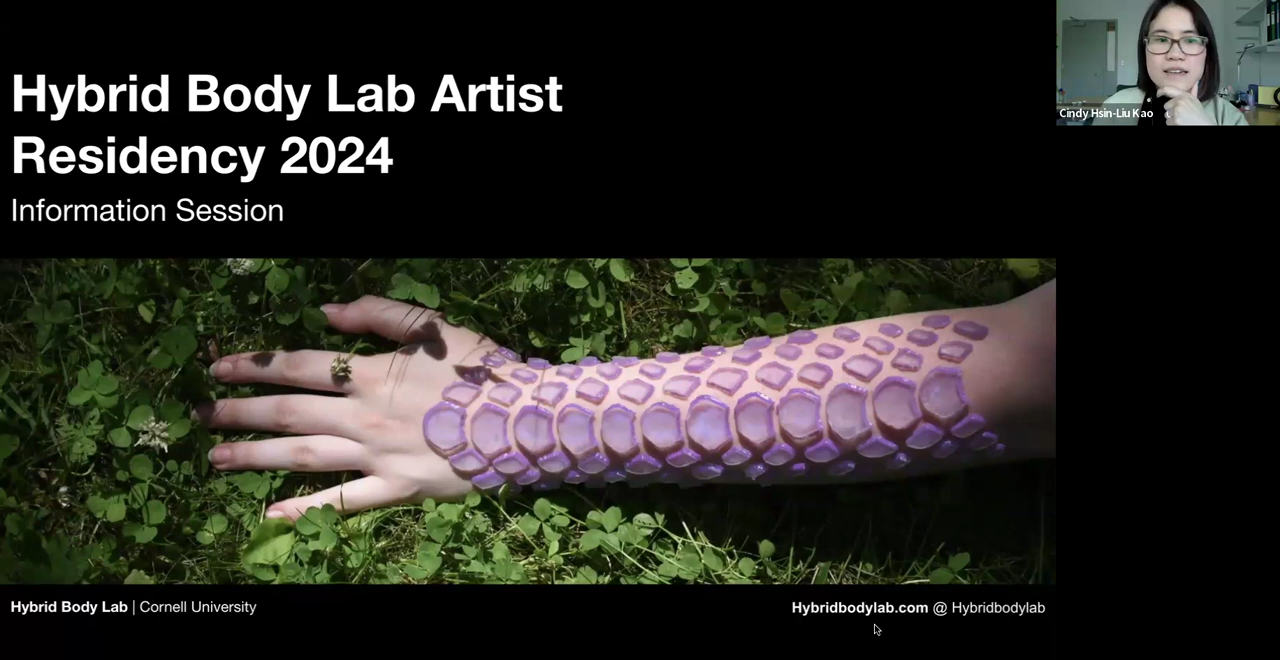 Hybrid Body Lab Artist
Residency 2024
Information Session
Cindy Hsin-Liu Kao
Hybrid Body Lab | Cornell University
Hybridbodylab.com @ Hybridbodylab